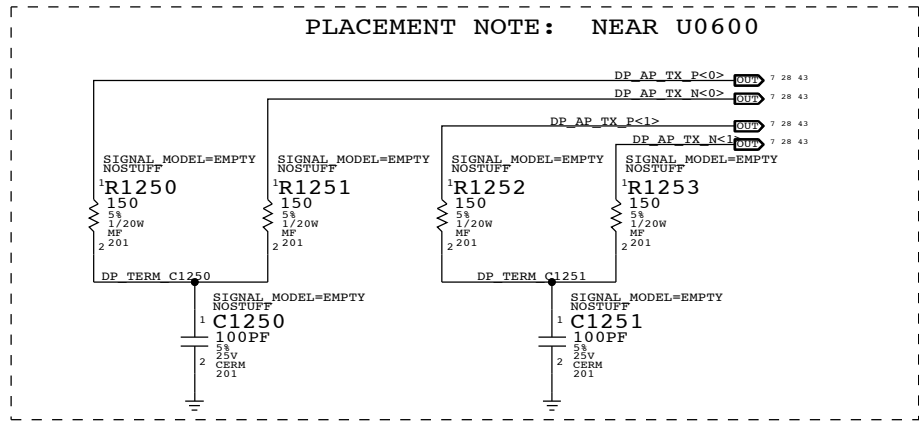 PLACEMENT NOTE: NEAR U0600
DP_AP_TX_P<0> OUT 7 28 43
DP_AP_TX_N<0> OUT 7 28 43
DP_AP_TX_P<1> OUT 7 28 43
DP_AP_TX_N<1> OUT 7 28 43
SIGNAL_MODEL=EMPTY
NOSTUFF
1 R1250
150
5%
1/20W
MF
2 201
SIGNAL_MODEL=EMPTY
NOSTUFF
1 R1251
150
5%
1/20W
MF
2 201
SIGNAL_MODEL=EMPTY
NOSTUFF
1 R1252
150
5%
1/20W
MF
2 201
SIGNAL_MODEL=EMPTY
NOSTUFF
1 R1253
150
5%
1/20W
MF
2 201
DP_TERM_C1250
DP_TERM_C1251
SIGNAL_MODEL=EMPTY
NOSTUFF
C1250
1 100PF
5%
25V
2 CERM
201
SIGNAL_MODEL=EMPTY
NOSTUFF
C1251
1 100PF
5%
25V
2 CERM
201